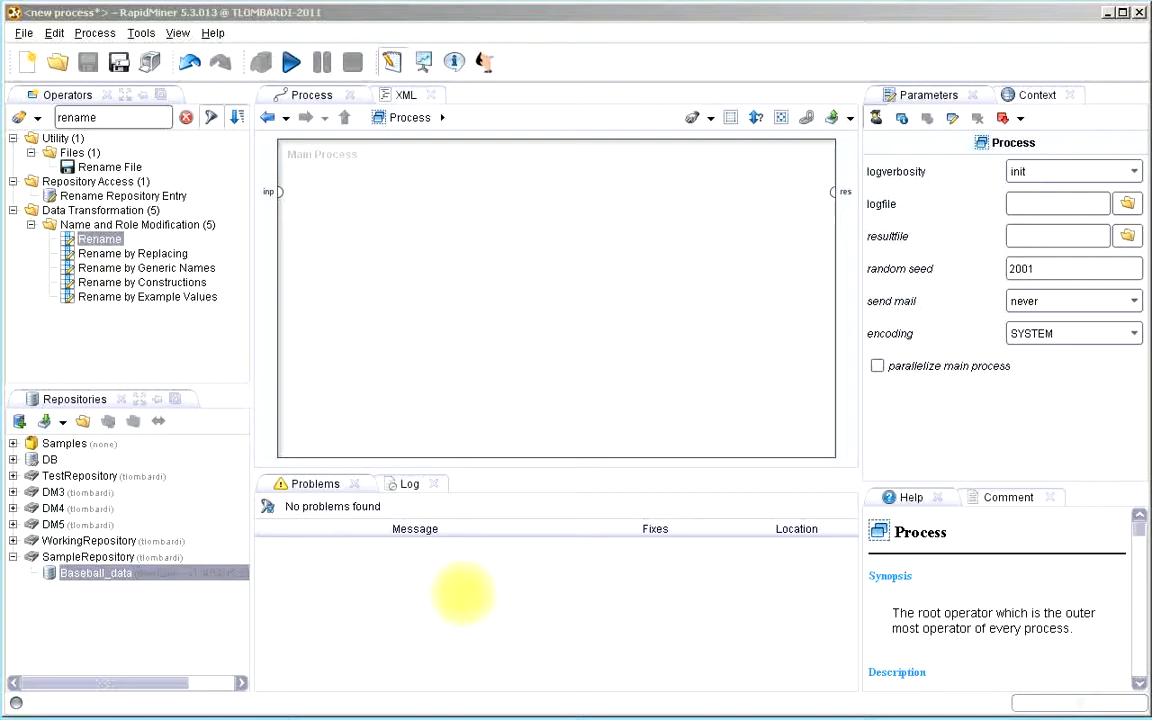 <new process*> – RapidMiner 5.3.013 @ TLOMBARDI-2011
File Edit Process Tools View Help
Operators
rename
Utility (1)
Files (1)
Rename File
Repository Access (1)
Rename Repository Entry
Data Transformation (5)
Name and Role Modification (5)
Rename
Rename by Replacing
Rename by Generic Names
Rename by Constructions
Rename by Example Values
Repositories
Samples (none)
DB
TestRepository (tlombardi)
DM3 (tlombardi)
DM4 (tlombardi)
DM5 (tlombardi)
WorkingRepository (tlombardi)
SampleRepository (tlombardi)
Baseball_data
Process XML
Process
Main Process
inp
res
Problems Log
No problems found
Message Fixes Location
Parameters Context
Process
logverbosity init
logfile
resultfile
random seed 2001
send mail never
encoding SYSTEM
parallelize main process
Help Comment
Process
Synopsis
The root operator which is the outer
most operator of every process.
Description